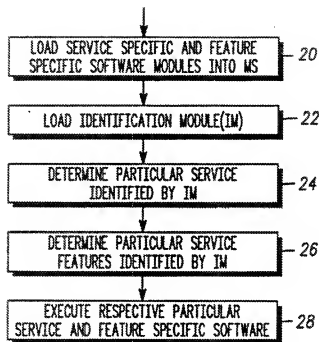 LOAD SERVICE SPECIFIC AND FEATURE
SPECIFIC SOFTWARE MODULES INTO MS
20
LOAD IDENTIFICATION MODULE(IM)
22
DETERMINE PARTICULAR SERVICE
IDENTIFIED BY IM
24
DETERMINE PARTICULAR SERVICE
FEATURES IDENTIFIED BY IM
26
EXECUTE RESPECTIVE PARTICULAR
SERVICE AND FEATURE SPECIFIC SOFTWARE
28